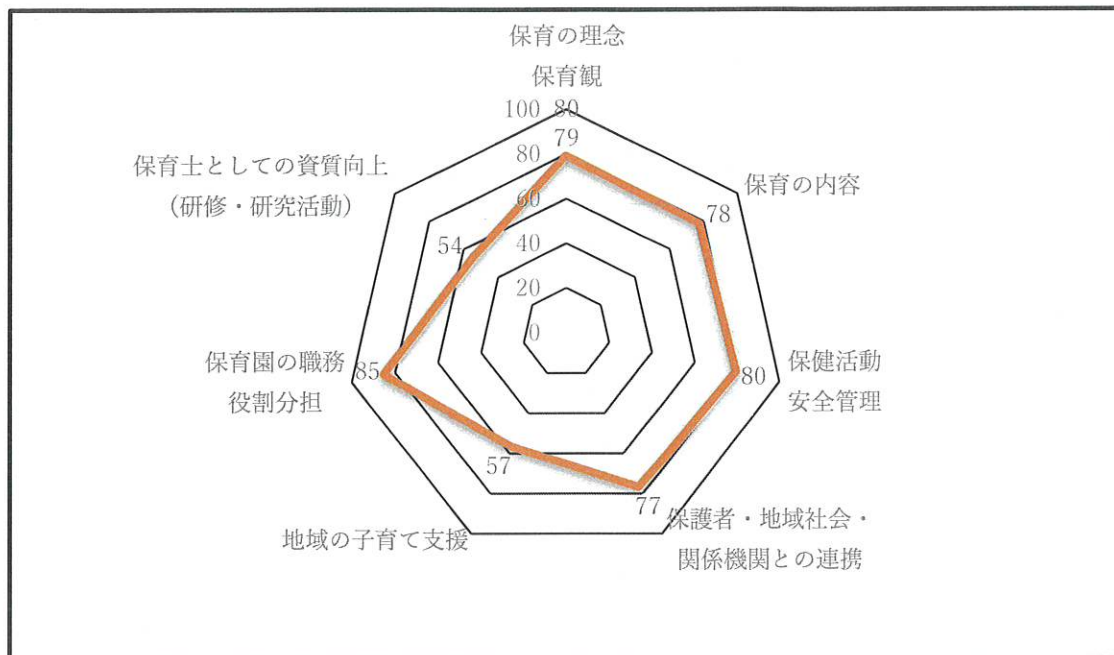 保育の理念
保育観
100 80
79
80
60
40
20
0
保育の内容
78
保健活動
安全管理
80
保護者・地域社会・
関係機関との連携
77
地域の子育て支援
57
保育園の職務
役割分担
85
保育士としての資質向上
(研修・研究活動)
54